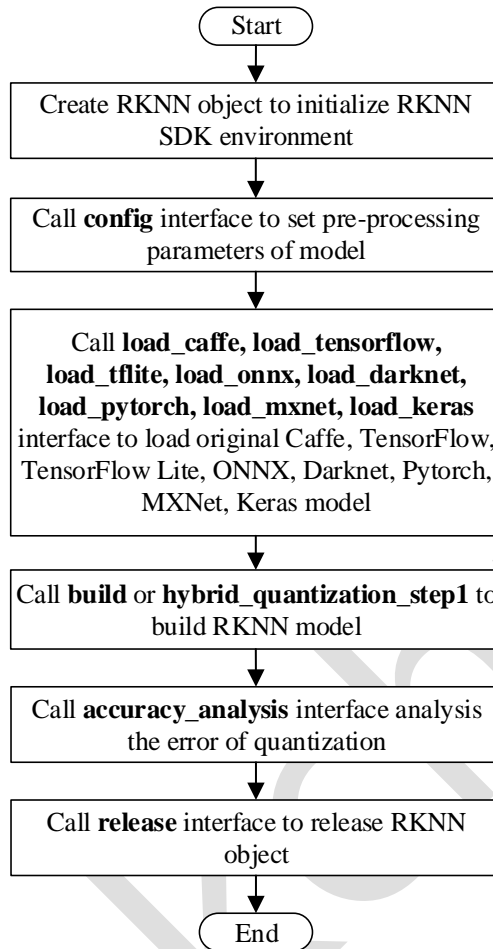 Start
Create RKNN object to initialize RKNN
SDK environment
Call config interface to set pre-processing
parameters of model
Call load_caffe, load_tensorflow,
load_tflite, load_onnx, load_darknet,
load_pytorch, load_mxnet, load_keras
interface to load original Caffe, TensorFlow,
TensorFlow Lite, ONNX, Darknet, Pytorch,
MXNet, Keras model
Call build or hybrid_quantization_step1 to
build RKNN model
Call accuracy_analysis interface analysis
the error of quantization
Call release interface to release RKNN
object
End